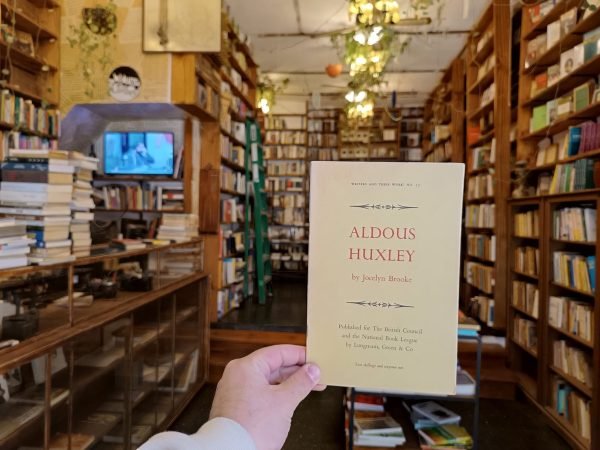 WRITERS AND THEIR WORK: NO 55
ALDOUS
HUXLEY
by Jocelyn Brooke
Published for The British Council
and the National Book League
by Longmans, Green & Co
Two shillings and sixpence net